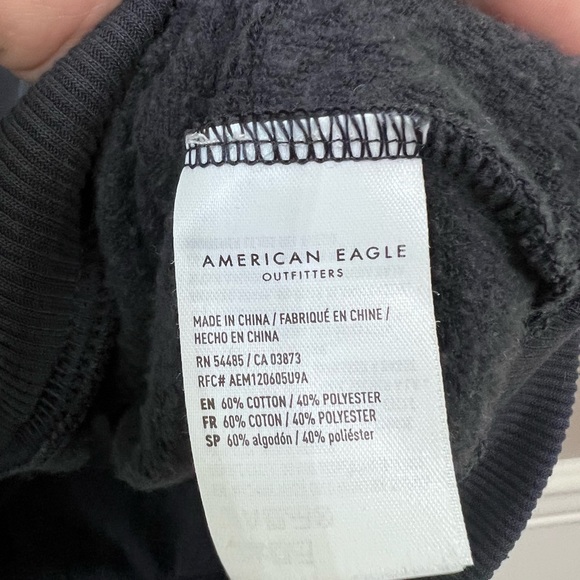 AMERICAN EAGLE
OUTFITTERS
MADE IN CHINA / FABRIQUÉ EN CHINE /
HECHO EN CHINA
RN 54485 / CA 03873
RFC# AEM120605U9A
EN 60% COTTON / 40% POLYESTER
FR 60% COTON / 40% POLYESTER
SP 60% algodón / 40% poliéster